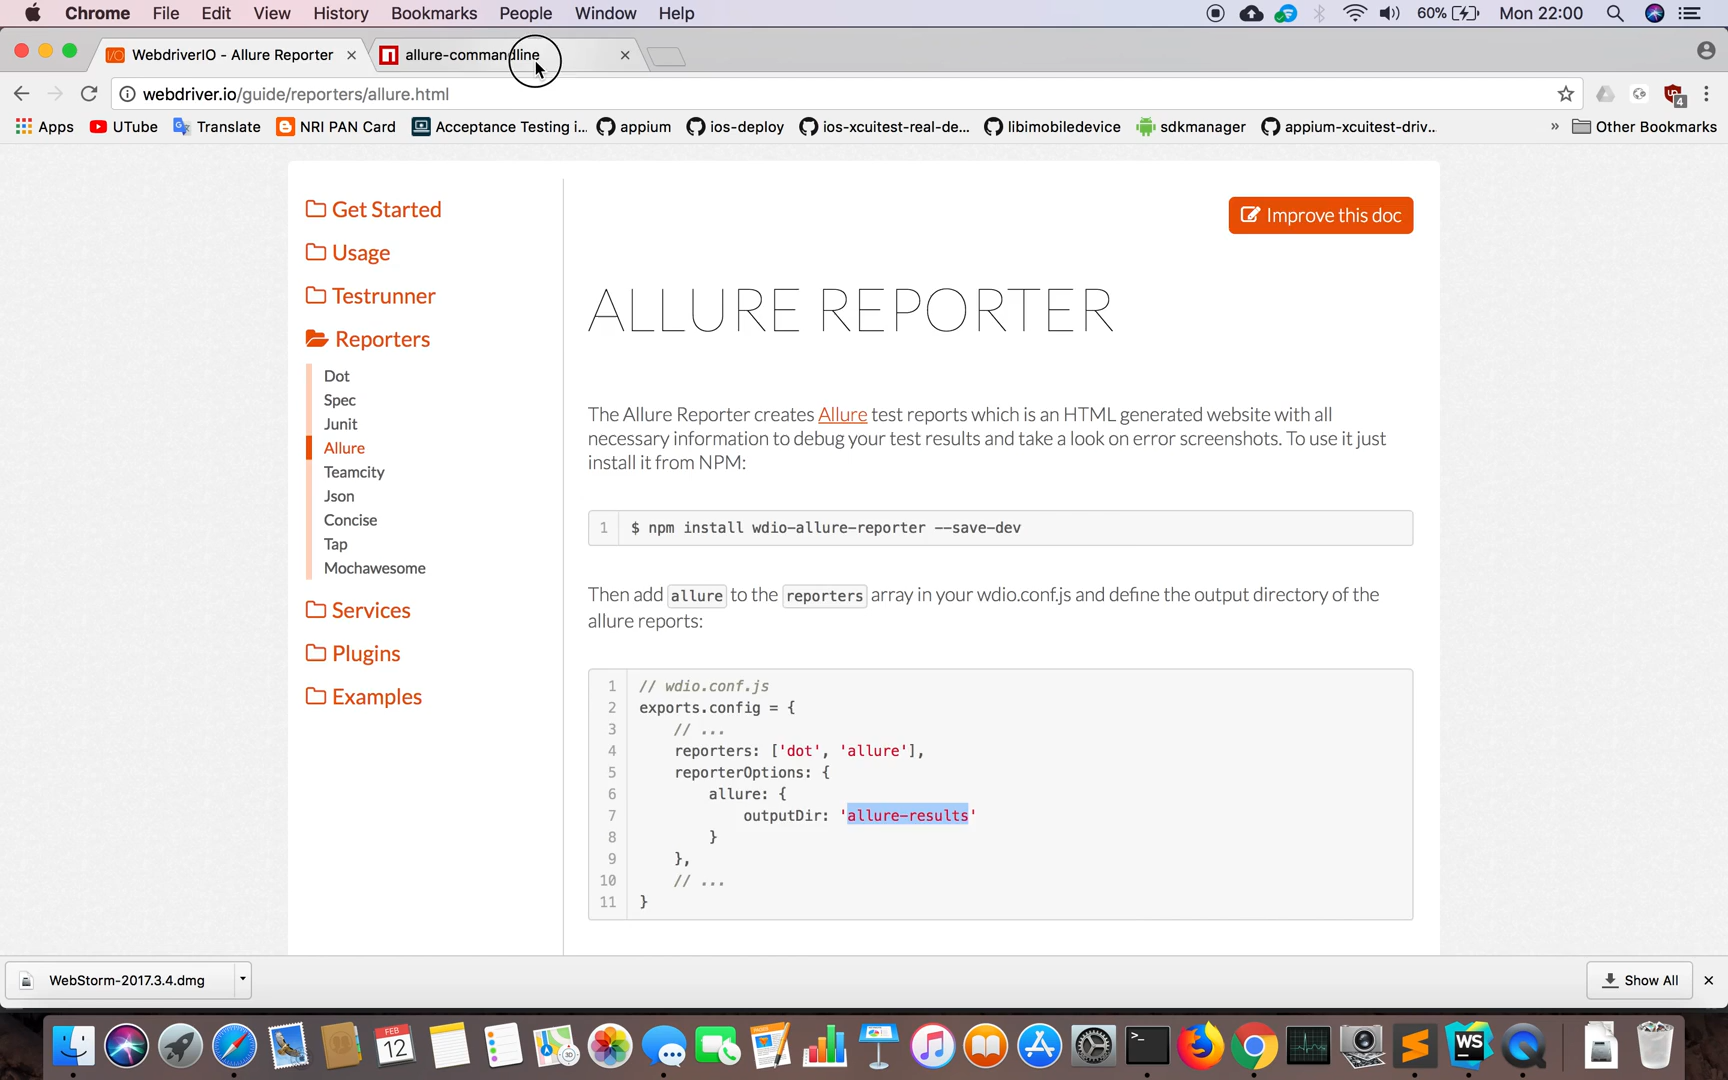 Chrome File Edit View History Bookmarks People Window Help 60% Mon 22:00
WebdriverIO - Allure Reporter allure-commandline
webdriver.io/guide/reporters/allure.html
Apps UTube Translate NRI PAN Card Acceptance Testing i... appium ios-deploy ios-xcuitest-real-de... libimobiledevice sdkmanager appium-xcuitest-driv... » Other Bookmarks
Get Started
Usage
Testrunner
Reporters
Dot
Spec
Junit
Allure
Teamcity
Json
Concise
Tap
Mochawesome
Services
Plugins
Examples
Improve this doc
ALLURE REPORTER
The Allure Reporter creates Allure test reports which is an HTML generated website with all
necessary information to debug your test results and take a look on error screenshots. To use it just
install it from NPM:
1 $ npm install wdio-allure-reporter --save-dev
Then add allure to the reporters array in your wdio.conf.js and define the output directory of the
allure reports:
1 // wdio.conf.js
2 exports.config = {
3 // ...
4 reporters: ['dot', 'allure'],
5 reporterOptions: {
6 allure: {
7 outputDir: 'allure-results'
8 }
9 },
10 // ...
11 }
WebStorm-2017.3.4.dmg
Show All
FEB
12
WS